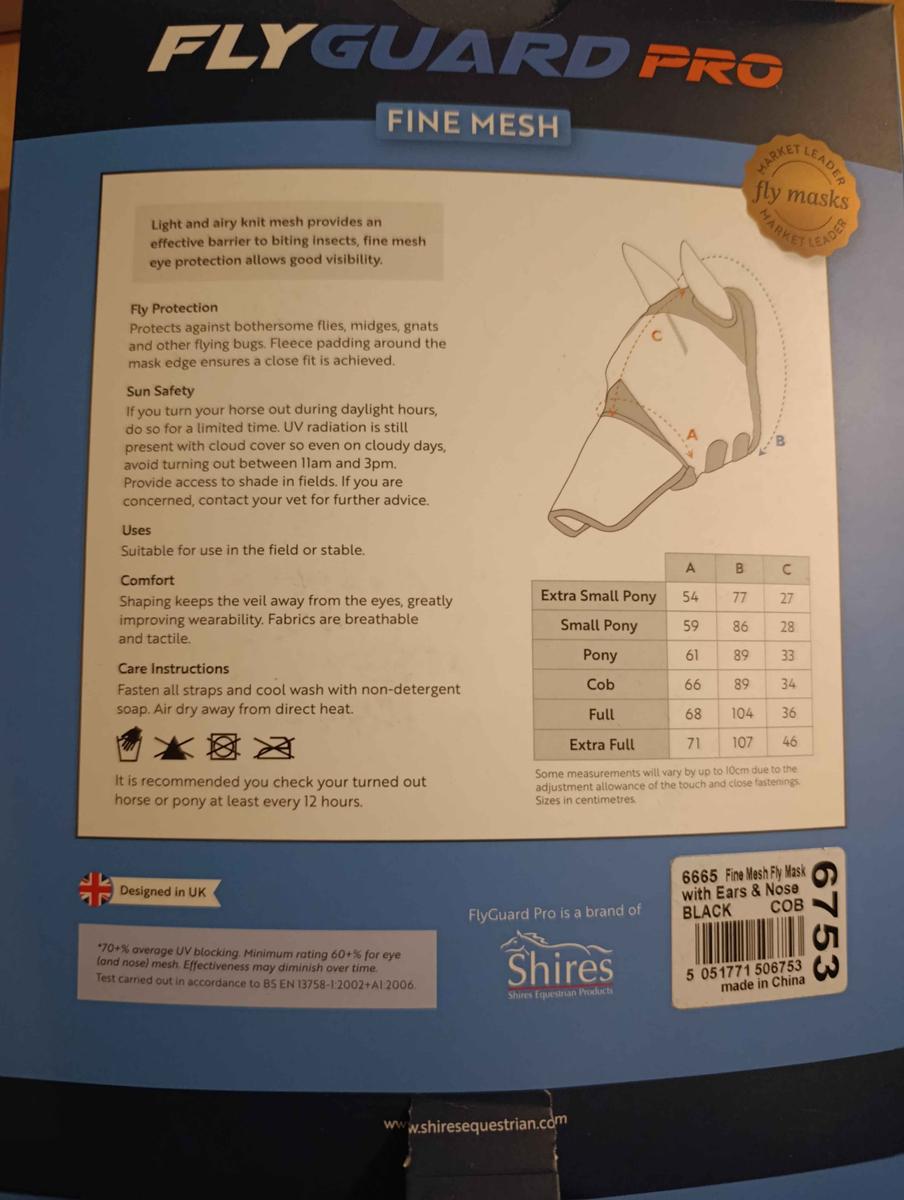 FLYGUARD PRO
FINE MESH
MARKET LEADER
fly masks
MARKET LEADER
Light and airy knit mesh provides an
effective barrier to biting insects, fine mesh
eye protection allows good visibility.
Fly Protection
Protects against bothersome flies, midges, gnats
and other flying bugs. Fleece padding around the
mask edge ensures a close fit is achieved.
Sun Safety
If you turn your horse out during daylight hours,
do so for a limited time. UV radiation is still
present with cloud cover so even on cloudy days,
avoid turning out between 11am and 3pm.
Provide access to shade in fields. If you are
concerned, contact your vet for further advice.
Uses
Suitable for use in the field or stable.
Comfort
Shaping keeps the veil away from the eyes, greatly
improving wearability. Fabrics are breathable
and tactile.
Care Instructions
Fasten all straps and cool wash with non-detergent
soap. Air dry away from direct heat.
It is recommended you check your turned out
horse or pony at least every 12 hours.
C
A
B
A B C
Extra Small Pony 54 77 27
Small Pony 59 86 28
Pony 61 89 33
Cob 66 89 34
Full 68 104 36
Extra Full 71 107 46
Some measurements will vary by up to 10cm due to the
adjustment allowance of the touch and close fastenings.
Sizes in centimetres.
Designed in UK
*70+% average UV blocking. Minimum rating 60+% for eye
(and nose) mesh. Effectiveness may diminish over time.
Test carried out in accordance to BS EN 13758-1:2002+A1:2006.
FlyGuard Pro is a brand of
Shires
Shires Equestrian Products
6665 Fine Mesh Fly Mask
with Ears & Nose
BLACK COB
5 051771 506753
made in China
6753
www.shiresequestrian.com